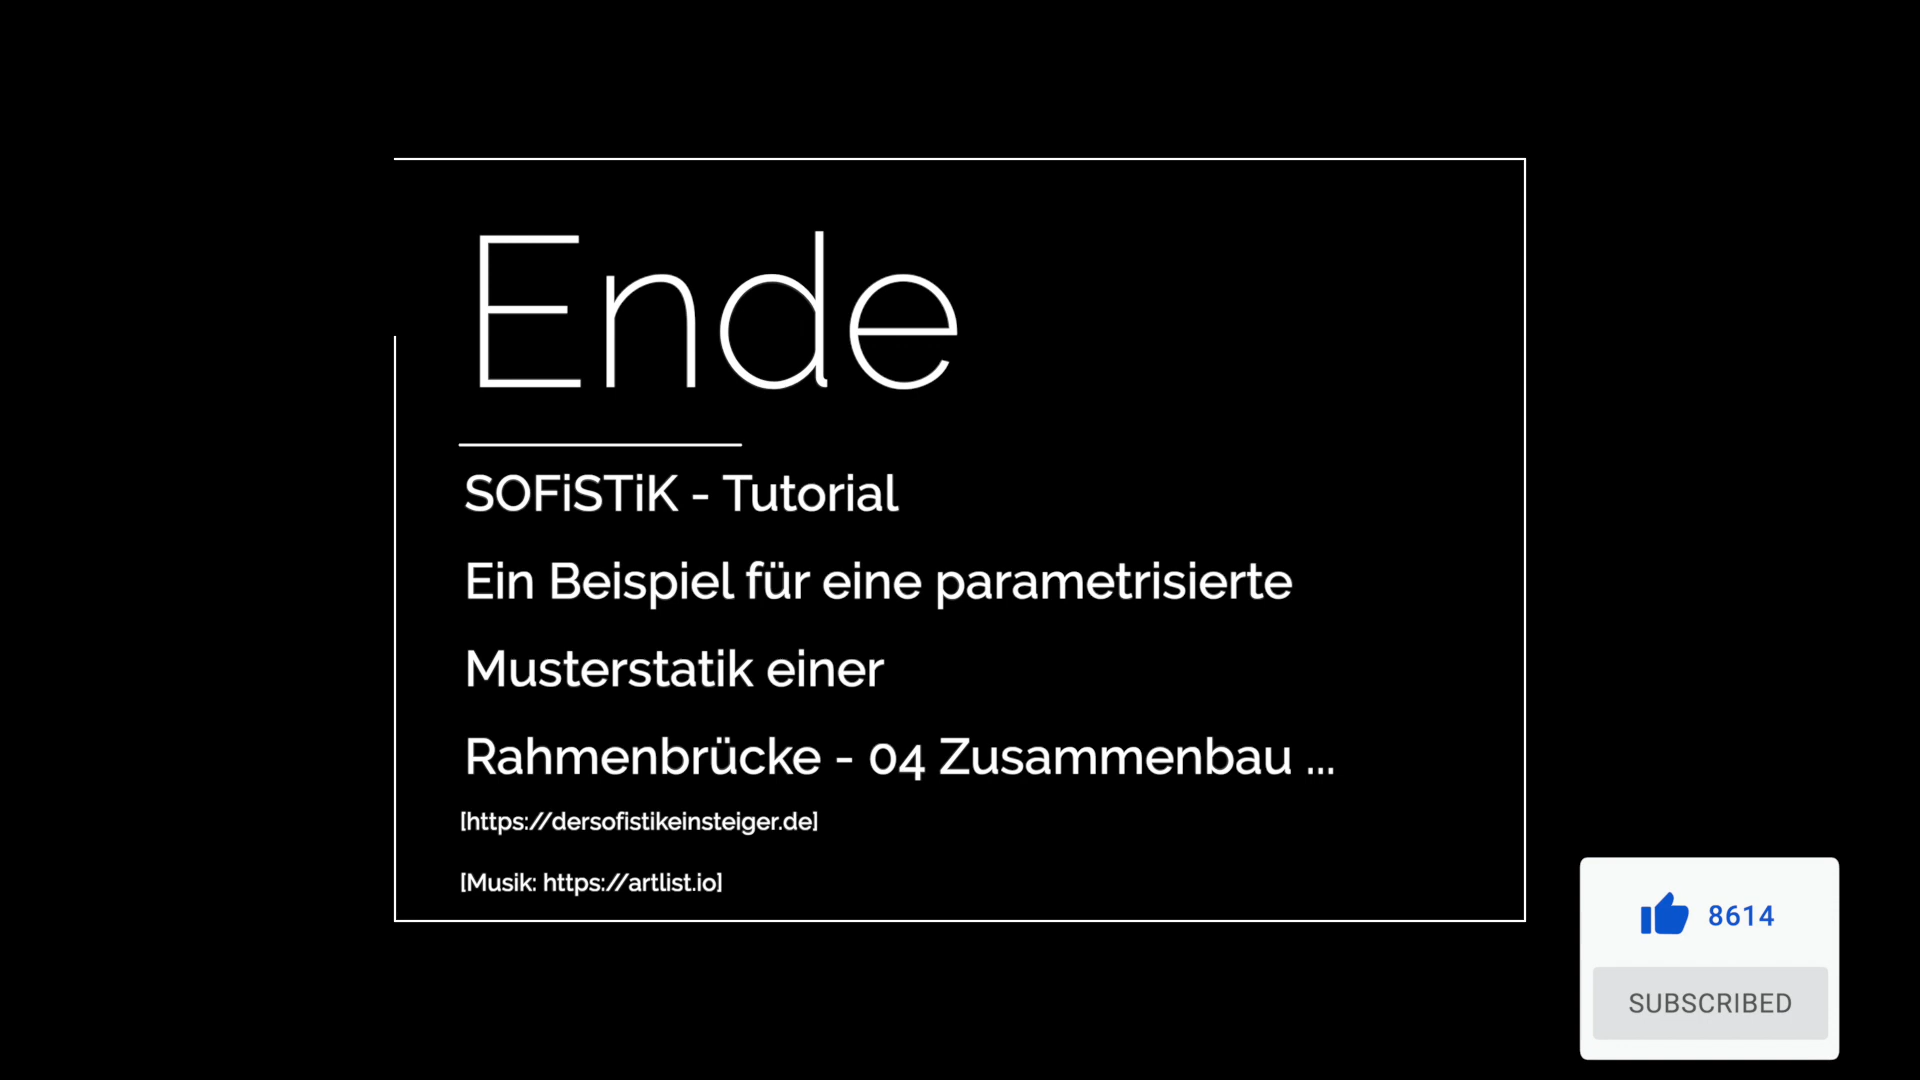 Ende
SOFiSTiK - Tutorial
Ein Beispiel für eine parametrisierte
Musterstatik einer
Rahmenbrücke - 04 Zusammenbau ...
[https://dersofistikeinsteiger.de]
[Musik: https://artlist.io]
8614
SUBSCRIBED